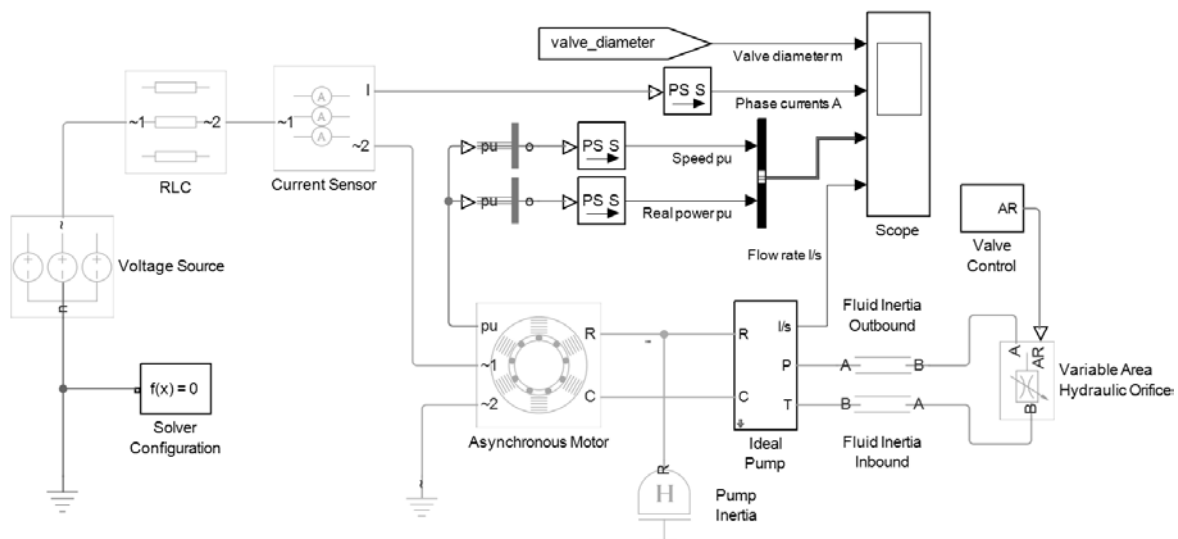 valve_diameter
Valve diameter m
I
PS S
Phase currents A
~1
~2
RLC
~1
A
A
A
~2
Current Sensor
pu
o
PS S
Speed pu
pu
o
PS S
Real power pu
Scope
AR
Valve
Control
~
Voltage Source
n
Flow rate l/s
f(x) = 0
Solver
Configuration
pu
~1
~2
R
C
Asynchronous Motor
~
R
C
l/s
P
T
Ideal
Pump
Fluid Inertia
Outbound
A
B
B
A
Fluid Inertia
Inbound
A
AR
B
Variable Area
Hydraulic Orifice
R
H
Pump
Inertia